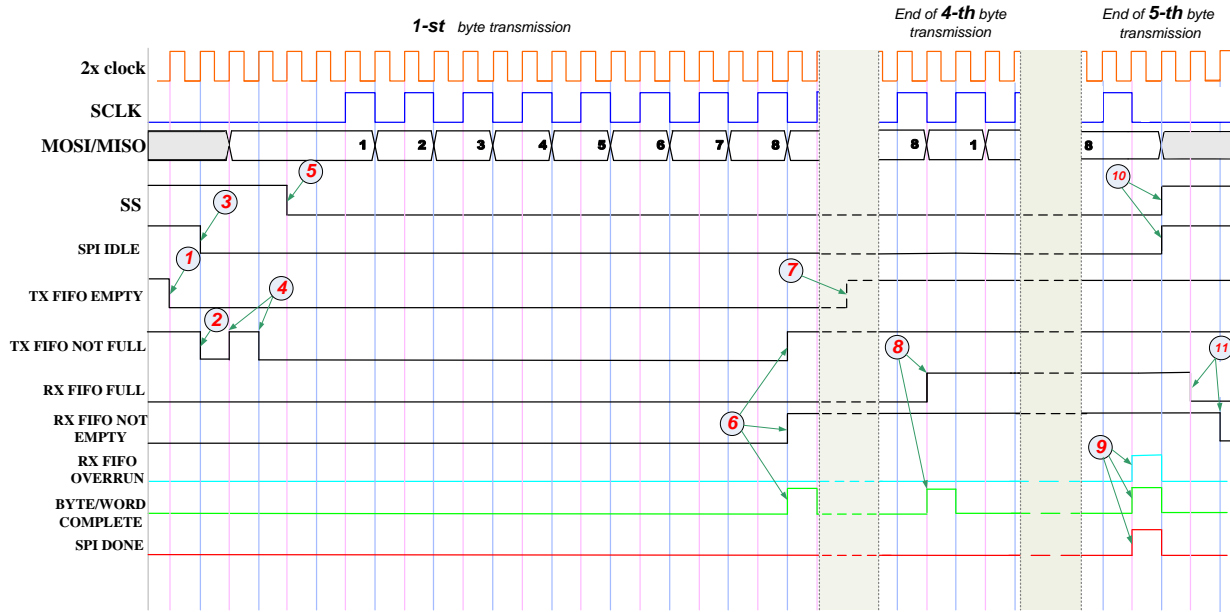 1-st byte transmission
End of 4-th byte
transmission
End of 5-th byte
transmission
2x clock
SCLK
MOSI/MISO
1 2 3 4 5 6 7 8 8 1 8
5
10
3
SS
SPI IDLE
1
7
4
TX FIFO EMPTY
2
TX FIFO NOT FULL
8
11
RX FIFO FULL
6
RX FIFO NOT
EMPTY
9
RX FIFO
OVERRUN
BYTE/WORD
COMPLETE
SPI DONE